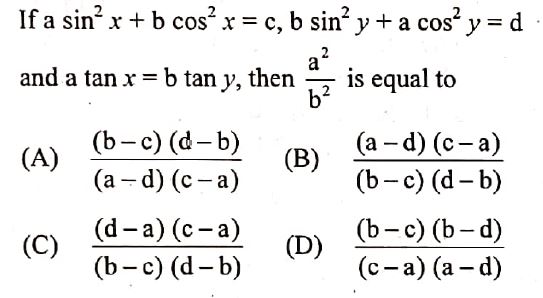 If a sin² x + b cos² x = c, b sin² y + a cos² y = d
and a tan x = b tan y, then a²/b² is equal to
(A) (b – c) (d – b)/(a – d) (c – a) (B) (a – d) (c – a)/(b – c) (d – b)
(C) (d – a) (c – a)/(b – c) (d – b) (D) (b – c) (b – d)/(c – a) (a – d)